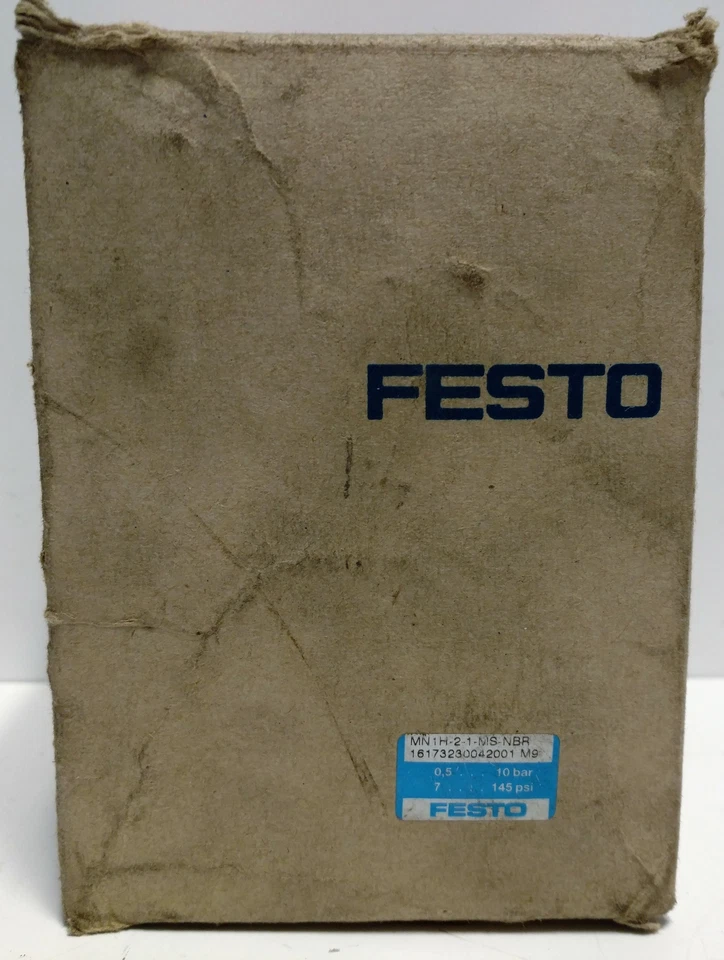 FESTO
MN1H-2-1-MS-NBR
16173230042001 M9
0,5 . . . 10 bar
7 . . . . 145 psi
FESTO